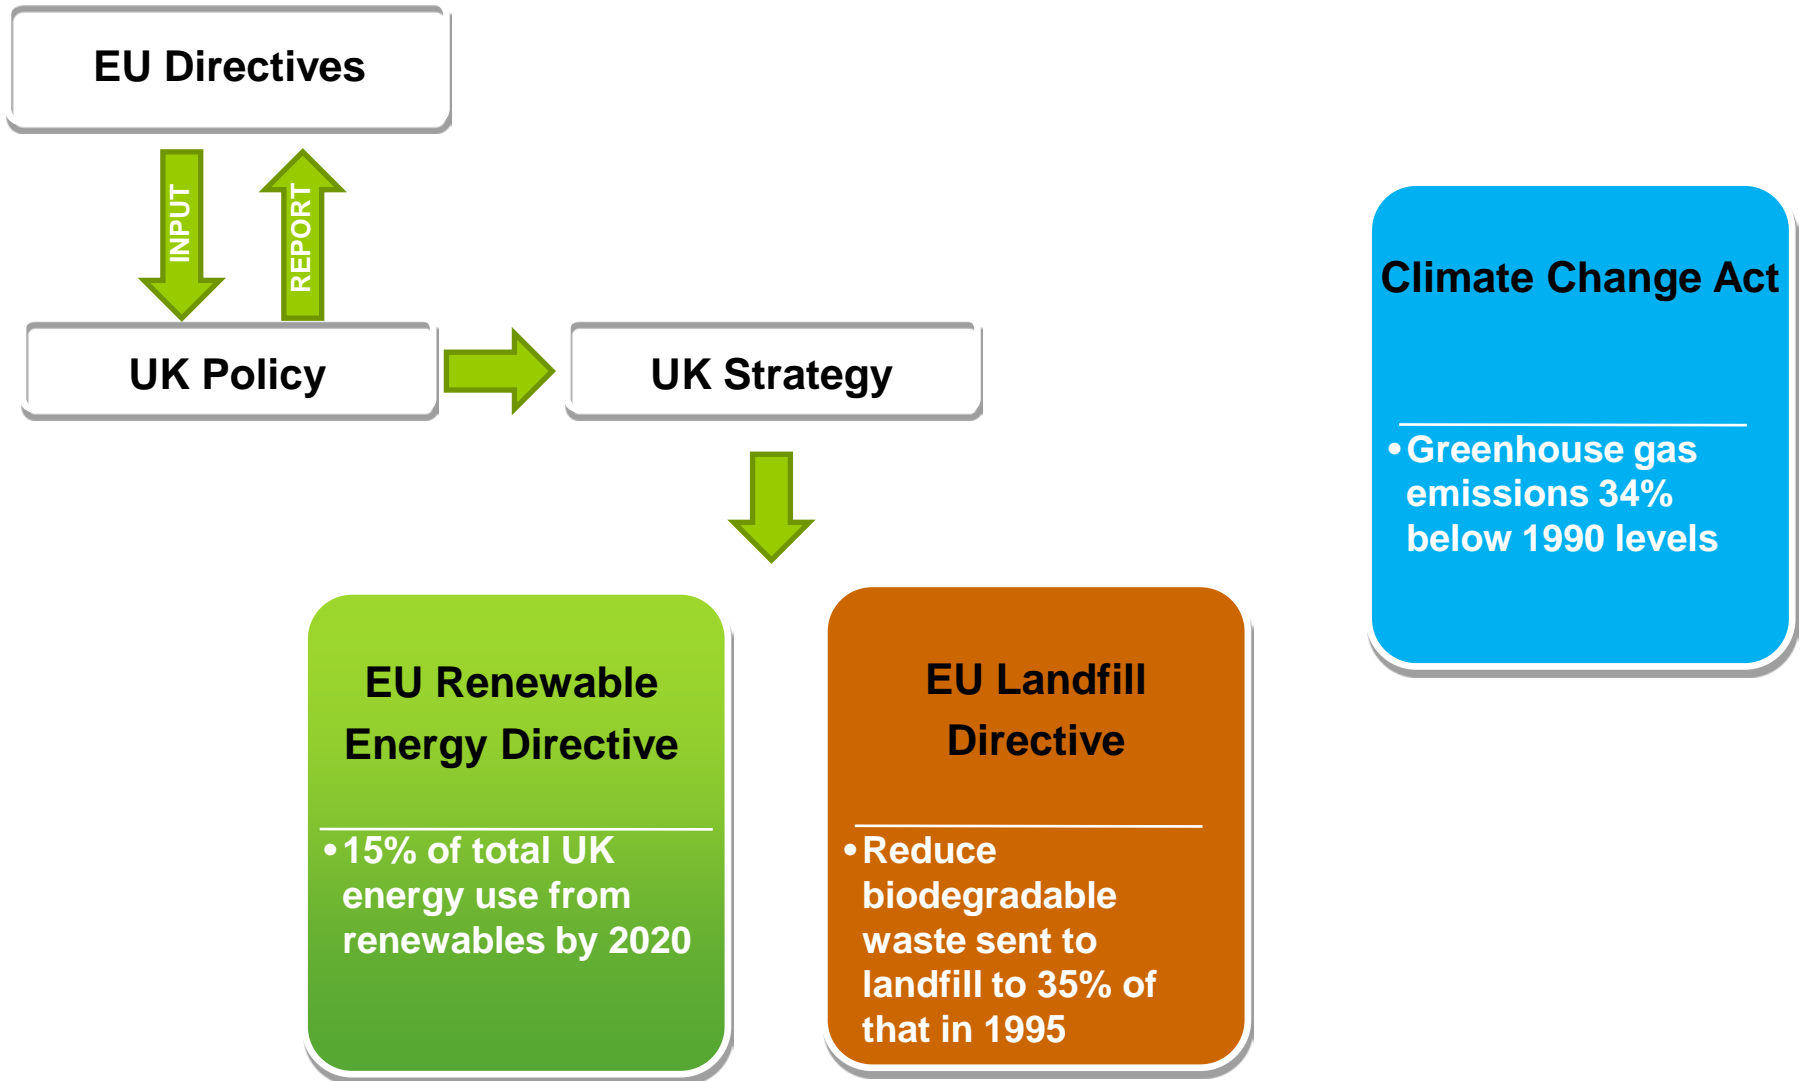 EU Directives
INPUT
REPORT
UK Policy
UK Strategy
Climate Change Act
•Greenhouse gas
emissions 34%
below 1990 levels
EU Renewable
Energy Directive
•15% of total UK
energy use from
renewables by 2020
EU Landfill
Directive
•Reduce
biodegradable
waste sent to
landfill to 35% of
that in 1995